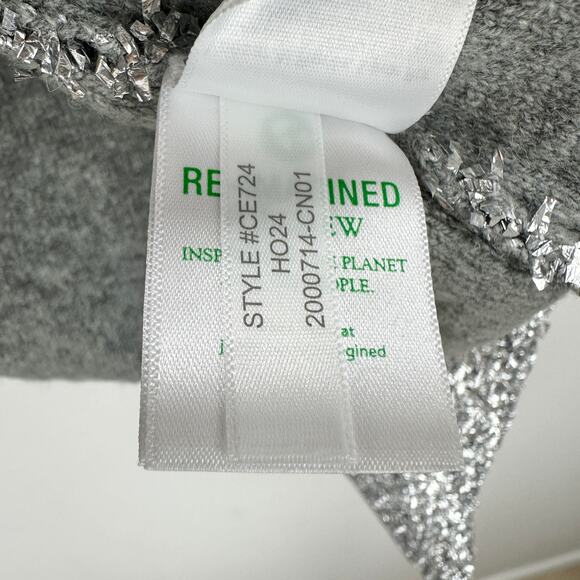 RE INED
EW
INSP PLANET
OPLE.
at
j gined
STYLE #CE724
HO24
2000714-CN01